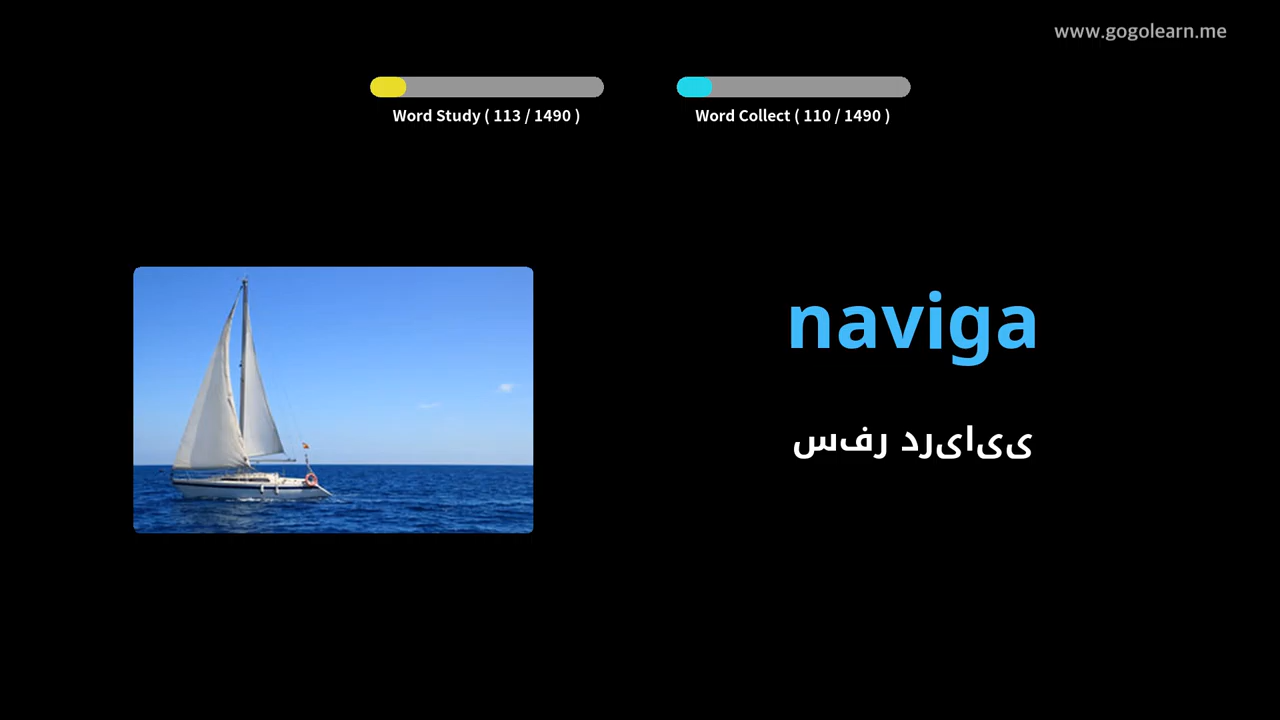 www.gogolearn.me
Word Study ( 113 / 1490 )
Word Collect ( 110 / 1490 )
naviga
سفر دریایی